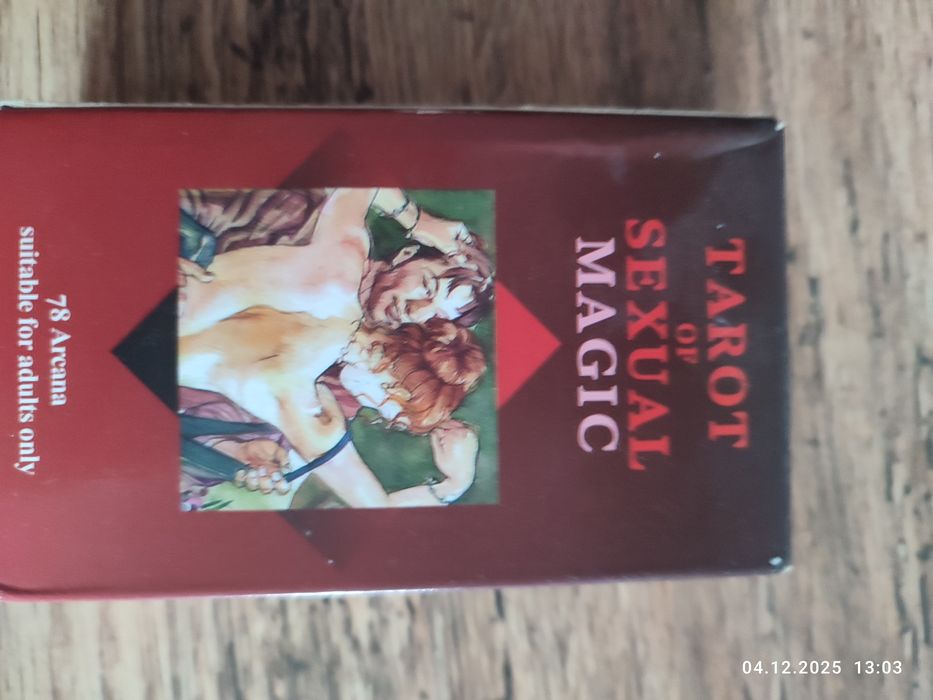 TAROT
OF
SEXUAL
MAGIC
78 Arcana
suitable for adults only
04.12.2025 13:03